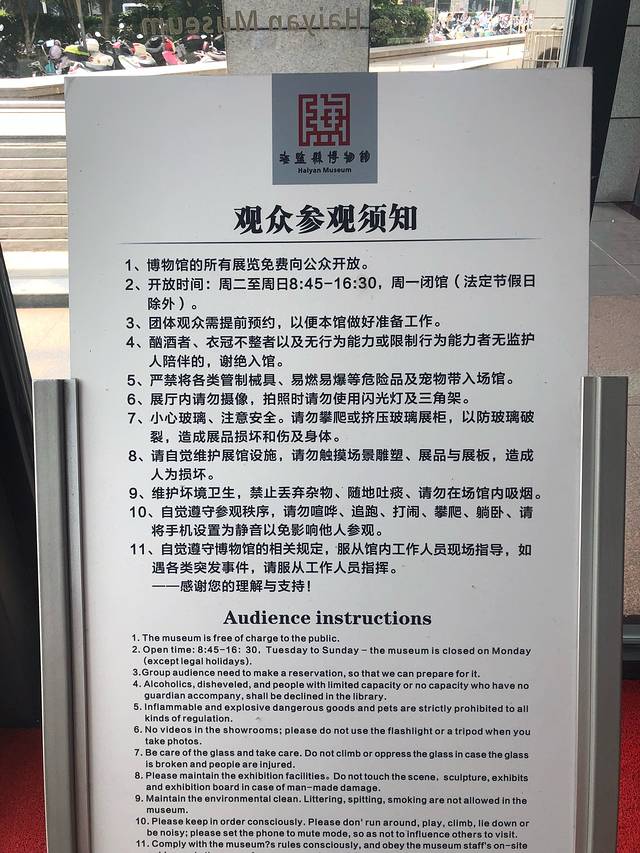 Haiyan Museum
海盐县博物馆
Haiyan Museum
观众参观须知
1、博物馆的所有展览免费向公众开放。
2、开放时间：周二至周日8:45-16:30，周一闭馆（法定节假日
除外）。
3、团体观众需提前预约，以便本馆做好准备工作。
4、酗酒者、衣冠不整者以及无行为能力或限制行为能力者无监护
人陪伴的，谢绝入馆。
5、严禁将各类管制械具、易燃易爆等危险品及宠物带入场馆。
6、展厅内请勿摄像，拍照时请勿使用闪光灯及三角架。
7、小心玻璃、注意安全。请勿攀爬或挤压玻璃展柜，以防玻璃破
裂，造成展品损坏和伤及身体。
8、请自觉维护展馆设施，请勿触摸场景雕塑、展品与展板，造成
人为损坏。
9、维护环境卫生，禁止丢弃杂物、随地吐痰、请勿在场馆内吸烟。
10、自觉遵守参观秩序，请勿喧哗、追跑、打闹、攀爬、躺卧、请
将手机设置为静音以免影响他人参观。
11、自觉遵守博物馆的相关规定，服从馆内工作人员现场指导，如
遇各类突发事件，请服从工作人员指挥。
——感谢您的理解与支持！
Audience instructions
1. The museum is free of charge to the public.
2. Open time: 8:45-16: 30, Tuesday to Sunday - the museum is closed on Monday
(except legal holidays).
3.Group audience need to make a reservation, so that we can prepare for it.
4. Alcoholics, disheveled, and people with limited capacity or no capacity who have no
guardian accompany, shall be declined in the library.
5. Inflammable and explosive dangerous goods and pets are strictly prohibited to all
kinds of regulation.
6. No videos in the showrooms; please do not use the flashlight or a tripod when you
take photos.
7. Be care of the glass and take care. Do not climb or oppress the glass in case the glass
is broken and people are injured.
8. Please maintain the exhibition facilities。Do not touch the scene, sculpture, exhibits
and exhibition board in case of man-made damage.
9. Maintain the environmental clean. Littering, spitting, smoking are not allowed in the
museum.
10. Please keep in order consciously. Please don' run around, play, climb, lie down or
be noisy; please set the phone to mute mode, so as not to influence others to visit.
11. Comply with the museum?s rules consciously, and obey the museum staff's on-site